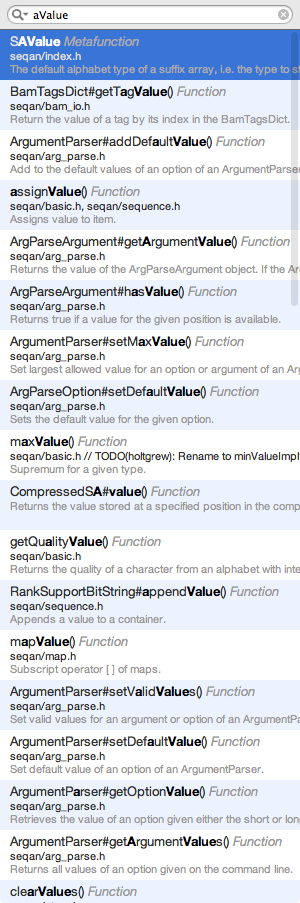 aValue
SAValue Metafunction
seqan/index.h
The default alphabet type of a suffix array, i.e. the type to st
BamTagsDict#getTagValue() Function
seqan/bam_io.h
Return the value of a tag by its index in the BamTagsDict.
ArgumentParser#addDefaultValue() Function
seqan/arg_parse.h
Add to the default values of an option of an ArgumentParser
assignValue() Function
seqan/basic.h, seqan/sequence.h
Assigns value to item.
ArgParseArgument#getArgumentValue() Function
seqan/arg_parse.h
Returns the value of the ArgParseArgument object. If the Ar
ArgParseArgument#hasValue() Function
seqan/arg_parse.h
Returns true if a value for the given position is available.
ArgumentParser#setMaxValue() Function
seqan/arg_parse.h
Set largest allowed value for an option or argument of an Arg
ArgParseOption#setDefaultValue() Function
seqan/arg_parse.h
Sets the default value for the given option.
maxValue() Function
seqan/basic.h // TODO(holtgrew): Rename to minValueImpl
Supremum for a given type.
CompressedSA#value() Function
Returns the value stored at a specified position in the comp
getQualityValue() Function
seqan/basic.h
Returns the quality of a character from an alphabet with inte
RankSupportBitString#appendValue() Function
seqan/sequence.h
Appends a value to a container.
mapValue() Function
seqan/map.h
Subscript operator [ ] of maps.
ArgumentParser#setValidValues() Function
seqan/arg_parse.h
Set valid values for an argument or option of an ArgumentPa
ArgumentParser#setDefaultValue() Function
seqan/arg_parse.h
Set default value of an option of an ArgumentParser.
ArgumentParser#getOptionValue() Function
seqan/arg_parse.h
Retrieves the value of an option given either the short or long
ArgumentParser#getArgumentValues() Function
seqan/arg_parse.h
Returns all values of an option given on the command line.
clearValues() Function